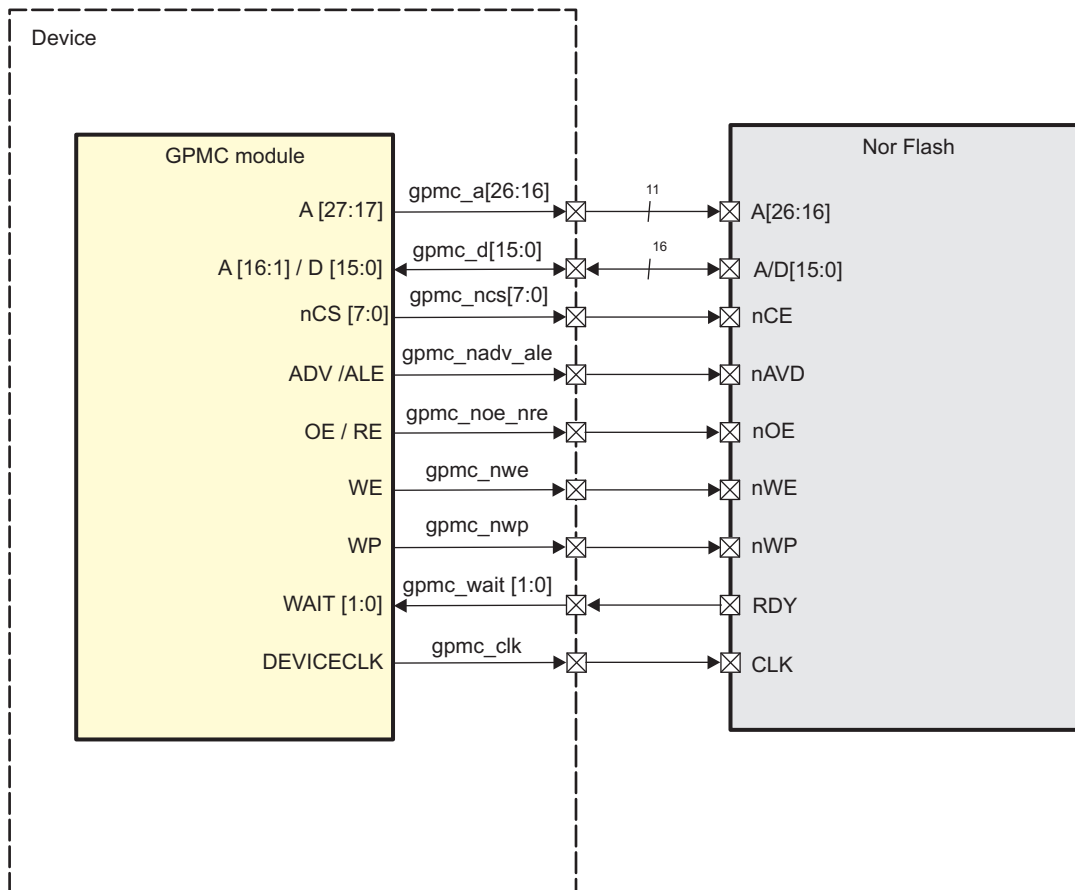 Device
GPMC module
Nor Flash
A [27:17] gpmc_a[26:16] 11 A[26:16]
A [16:1] / D [15:0] gpmc_d[15:0] 16 A/D[15:0]
nCS [7:0] gpmc_ncs[7:0] nCE
ADV /ALE gpmc_nadv_ale nAVD
OE / RE gpmc_noe_nre nOE
WE gpmc_nwe nWE
WP gpmc_nwp nWP
WAIT [1:0] gpmc_wait [1:0] RDY
DEVICECLK gpmc_clk CLK